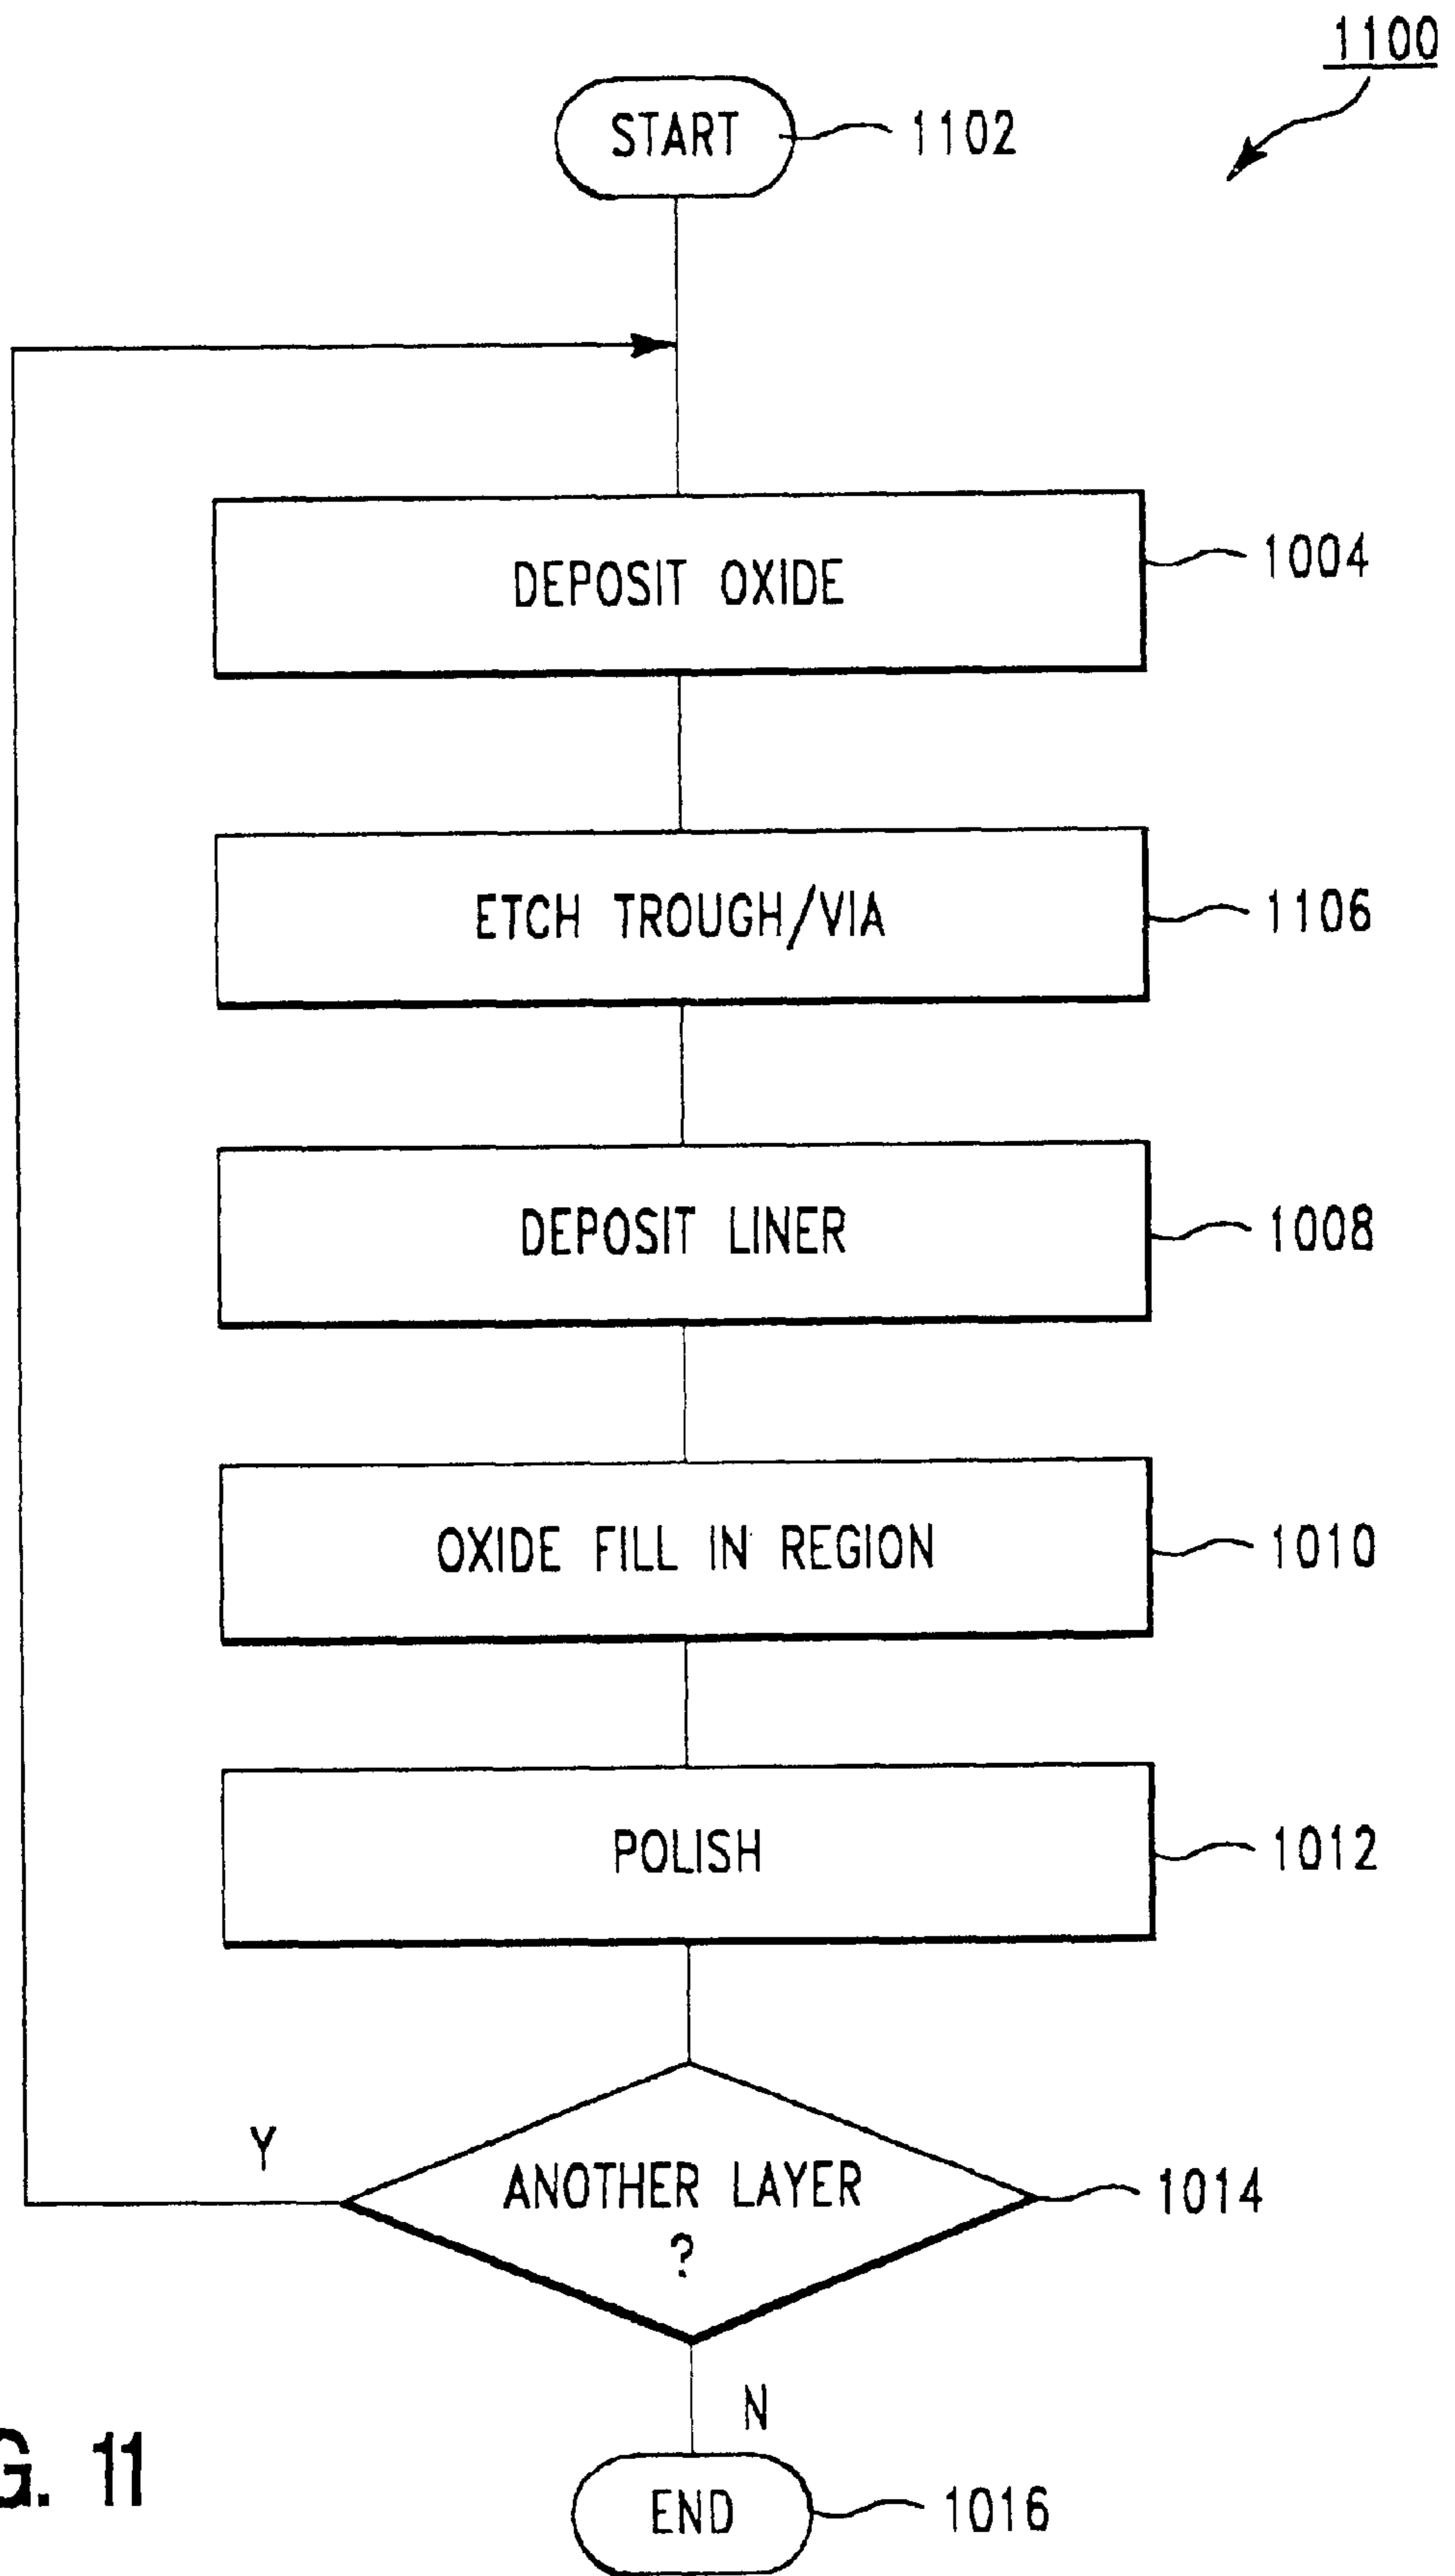 1100
START 1102
DEPOSIT OXIDE 1004
ETCH TROUGH/VIA 1106
DEPOSIT LINER 1008
OXIDE FILL IN REGION 1010
POLISH 1012
Y
ANOTHER LAYER 1014
?
N
G. 11
END 1016